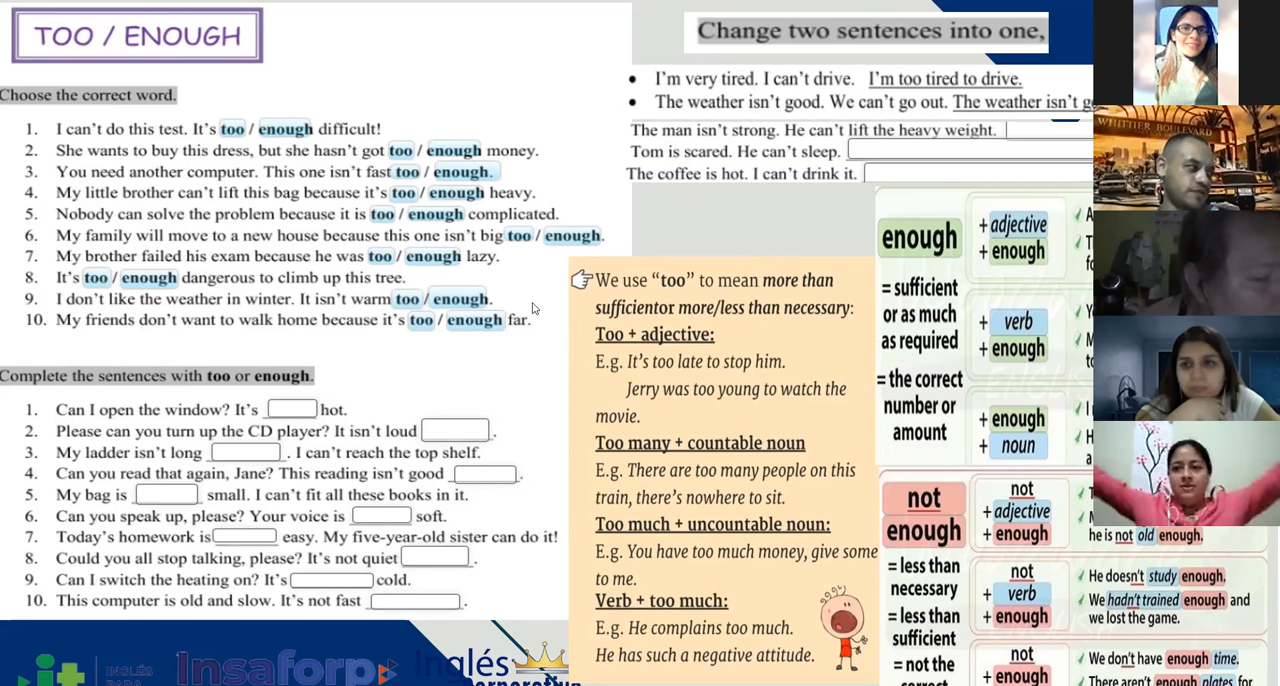 TOO / ENOUGH
Choose the correct word.
1. I can't do this test. It's too / enough difficult!
2. She wants to buy this dress, but she hasn't got too / enough money.
3. You need another computer. This one isn't fast too / enough.
4. My little brother can't lift this bag because it's too / enough heavy.
5. Nobody can solve the problem because it is too / enough complicated.
6. My family will move to a new house because this one isn't big too / enough.
7. My brother failed his exam because he was too / enough lazy.
8. It's too / enough dangerous to climb up this tree.
9. I don't like the weather in winter. It isn't warm too / enough.
10. My friends don't want to walk home because it's too / enough far.
Complete the sentences with too or enough.
1. Can I open the window? It's hot.
2. Please can you turn up the CD player? It isn't loud .
3. My ladder isn't long . I can't reach the top shelf.
4. Can you read that again, Jane? This reading isn't good .
5. My bag is small. I can't fit all these books in it.
6. Can you speak up, please? Your voice is soft.
7. Today's homework is easy. My five-year-old sister can do it!
8. Could you all stop talking, please? It's not quiet .
9. Can I switch the heating on? It's cold.
10. This computer is old and slow. It's not fast .
Change two sentences into one,
• I'm very tired. I can't drive. I'm too tired to drive.
• The weather isn't good. We can't go out. The weather isn't
The man isn't strong. He can't lift the heavy weight.
Tom is scared. He can't sleep.
The coffee is hot. I can't drink it.
We use "too" to mean more than
sufficientor more/less than necessary:
Too + adjective:
E.g. It's too late to stop him.
Jerry was too young to watch the
movie.
Too many + countable noun
E.g. There are too many people on this
train, there's nowhere to sit.
Too much + uncountable noun:
E.g. You have too much money, give some
to me.
Verb + too much:
E.g. He complains too much.
He has such a negative attitude.
enough
= sufficient
or as much
as required
= the correct
number or
amount
+ adjective
+ enough
+ verb
+ enough
+ enough
+ noun
not
enough
= less than
necessary
= less than
sufficient
= not the
not
+ adjective
+ enough
he is not old enough.
not
+ verb
+ enough
✓ He doesn't study enough.
✓ We hadn't trained enough and
we lost the game.
not
+ enough
✓ We don't have enough time.
✓ There aren't enough plates for
WHITTIER BOULEVARD
INGLÉS
PARA
Insaforp
Inglés